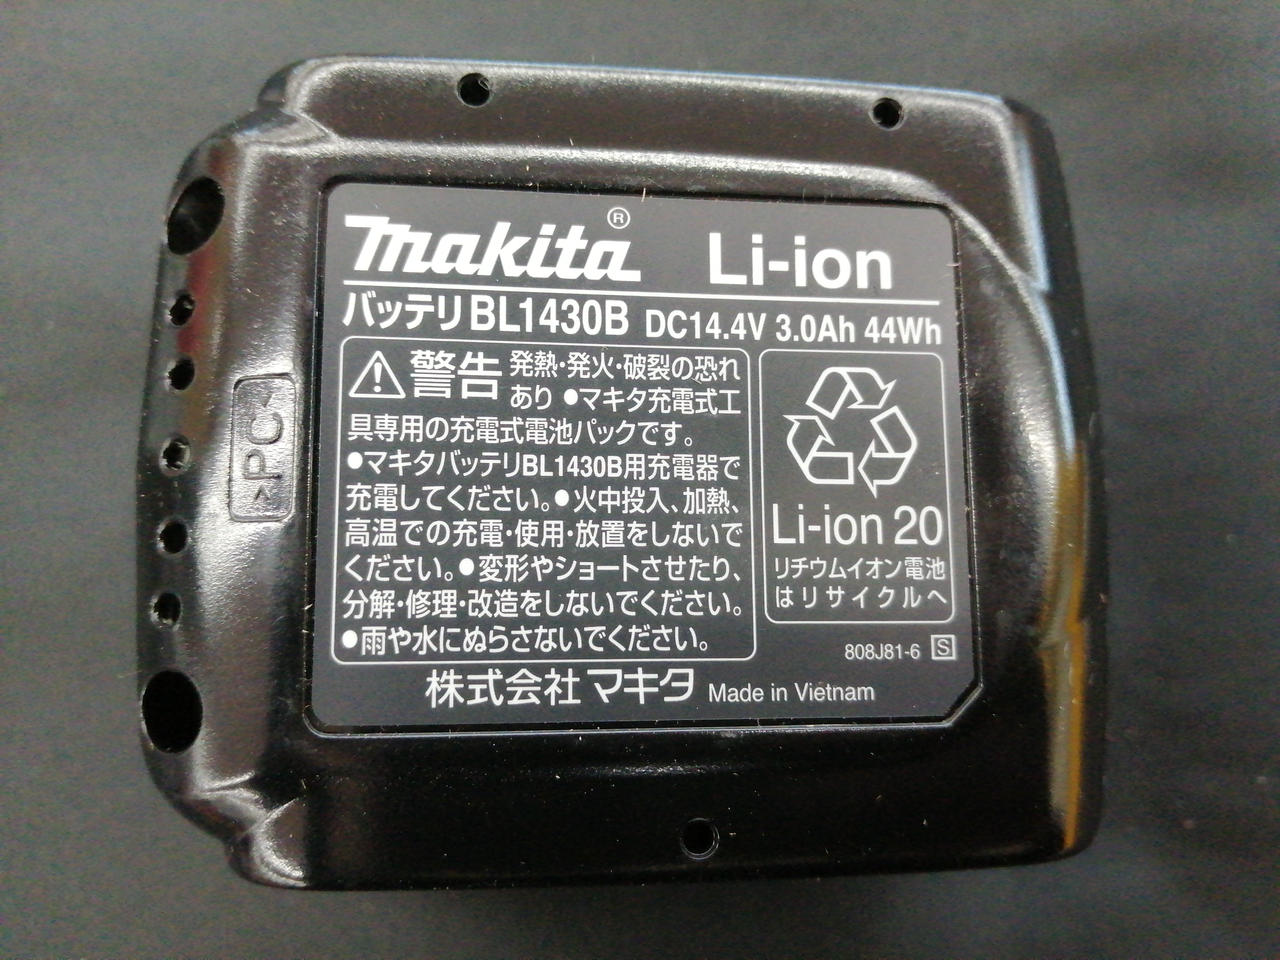 makita® Li-ion
バッテリBL1430B DC14.4V 3.0Ah 44Wh
警告 発熱・発火・破裂の恐れ
あり ●マキタ充電式工
具専用の充電式電池パックです。
●マキタバッテリBL1430B用充電器で
充電してください。●火中投入、加熱、
高温での充電・使用・放置をしないで
ください。●変形やショートさせたり、
分解・修理・改造をしないでください。
●雨や水にぬらさないでください。
Li-ion 20
リチウムイオン電池
はリサイクルへ
808J81-6 S
株式会社マキタ Made in Vietnam
>PC<